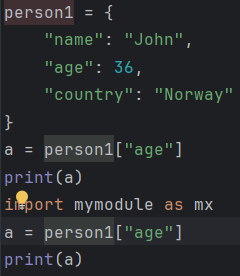 person1 = {
    "name": "John",
    "age": 36,
    "country": "Norway"
}
a = person1["age"]
print(a)
import mymodule as mx
a = person1["age"]
print(a)